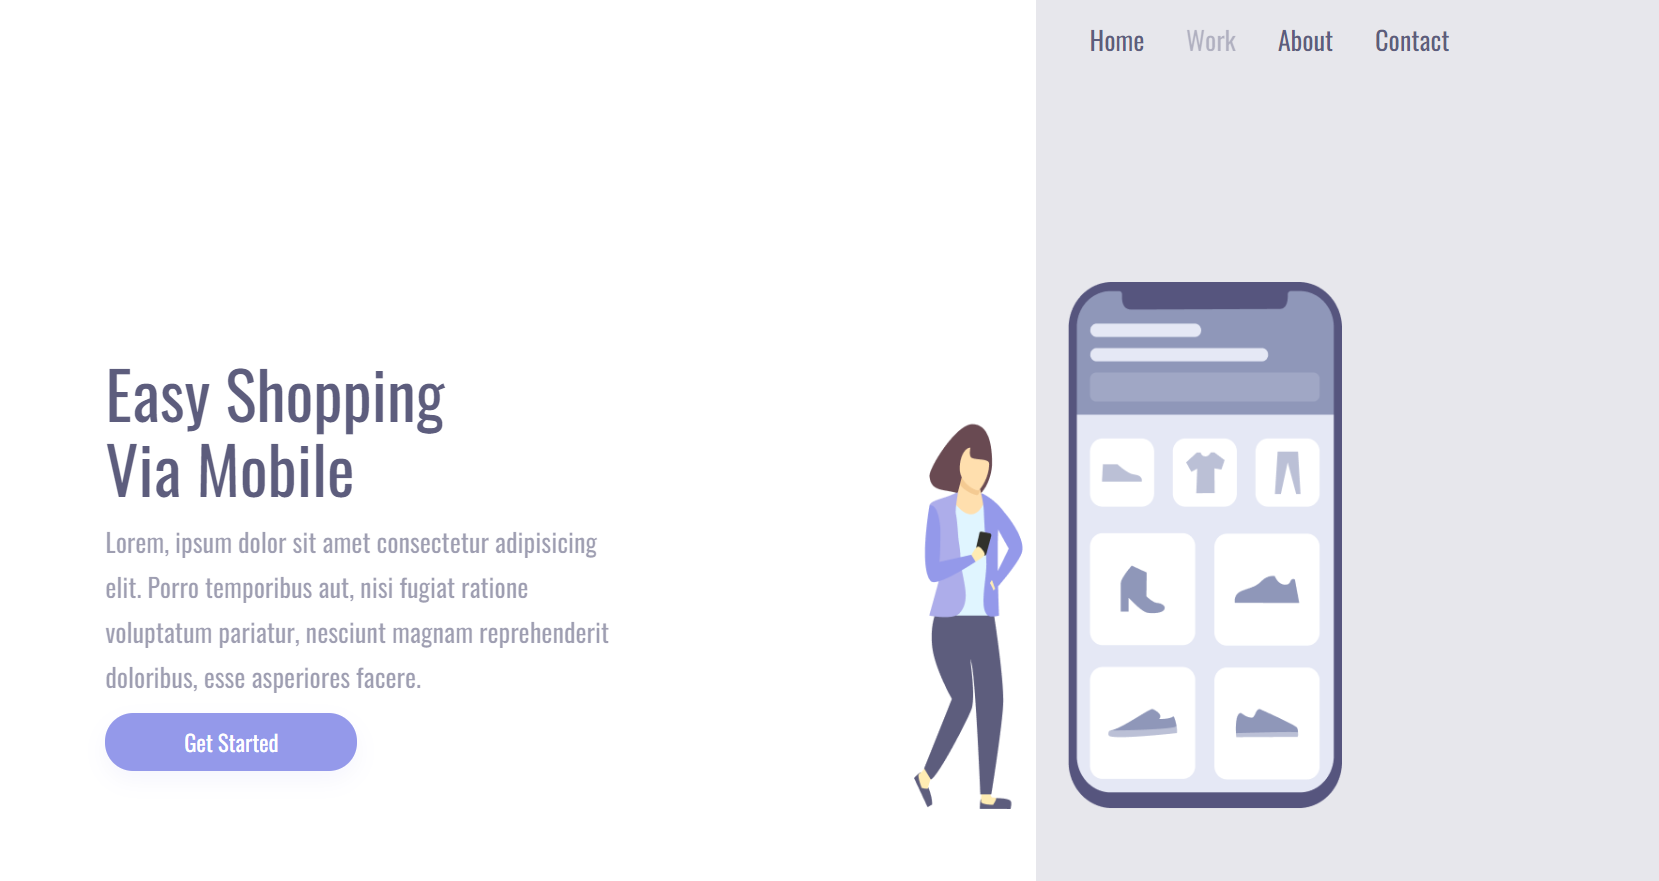 Home Work About Contact
Easy Shopping
Via Mobile
Lorem, ipsum dolor sit amet consectetur adipisicing
elit. Porro temporibus aut, nisi fugiat ratione
voluptatum pariatur, nesciunt magnam reprehenderit
doloribus, esse asperiores facere.
Get Started